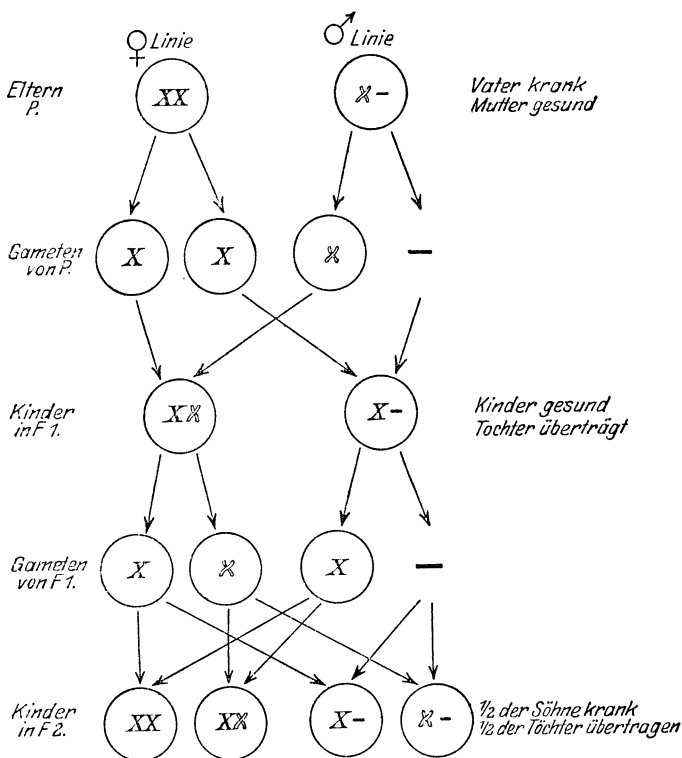 ♀ Linie ♂ Linie
Eltern
P.
XX X-
Vater krank
Mutter gesund
Gameten
von P.
X X X —
Kinder
in F 1.
XX X-
Kinder gesund
Tochter überträgt
Gameten
von F 1.
X X X —
Kinder
in F 2.
XX XX X- X-
1/2 der Söhne krank
1/2 der Töchter übertragen